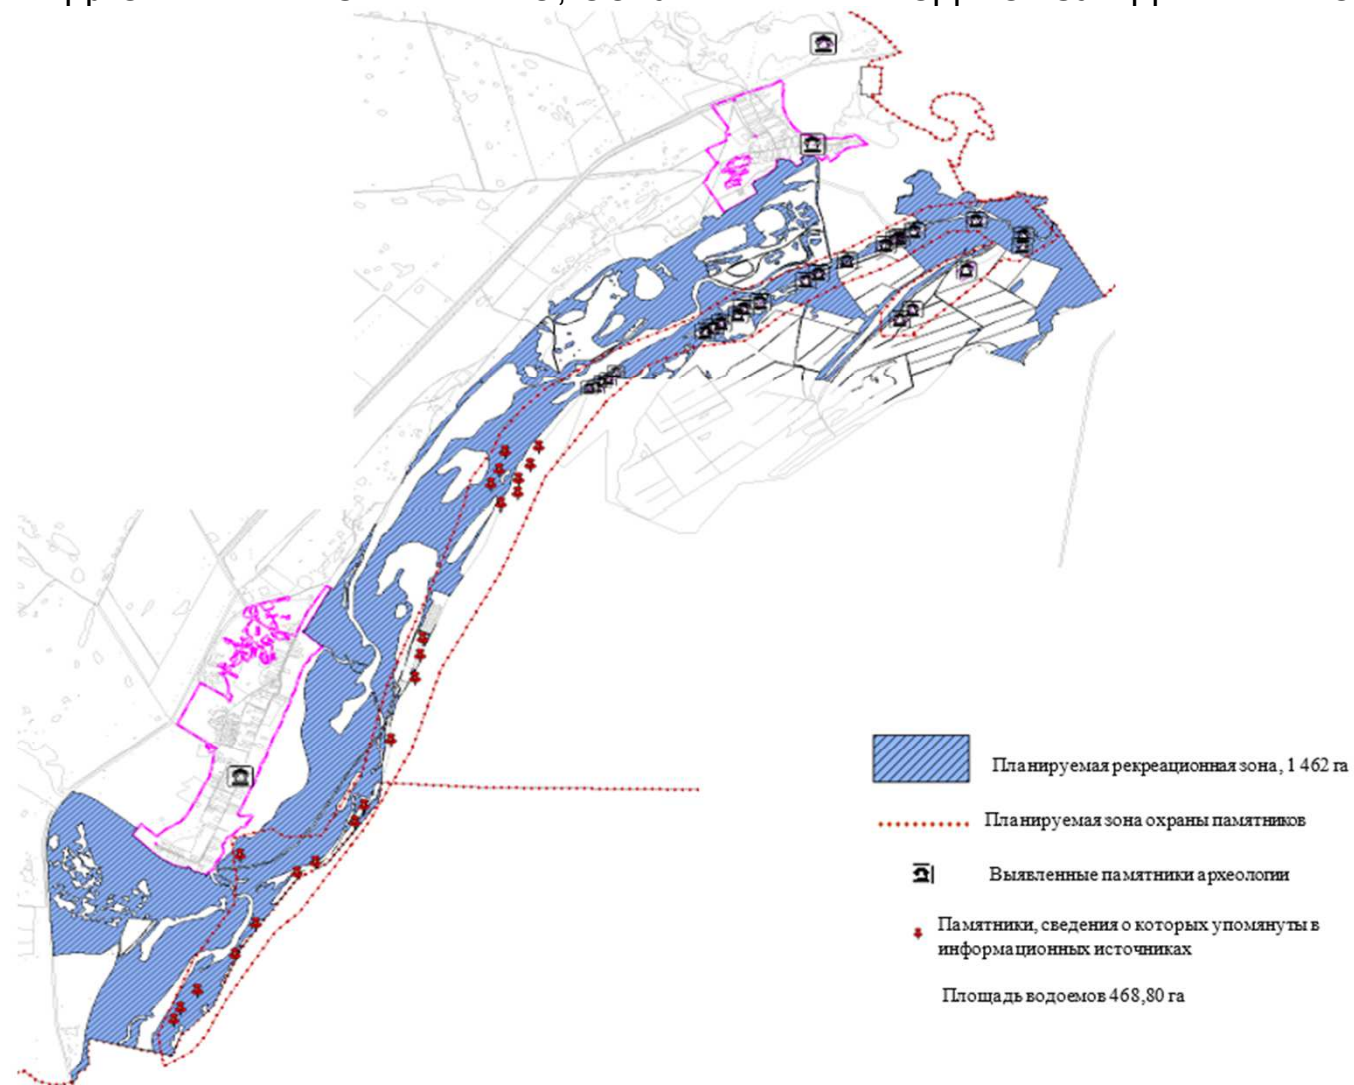 Планируемая рекреационная зона, 1 462 га
Планируемая зона охраны памятников
Выявленные памятники археологии
Памятники, сведения о которых упомянуты в
информационных источниках
Площадь водоемов 468,80 га